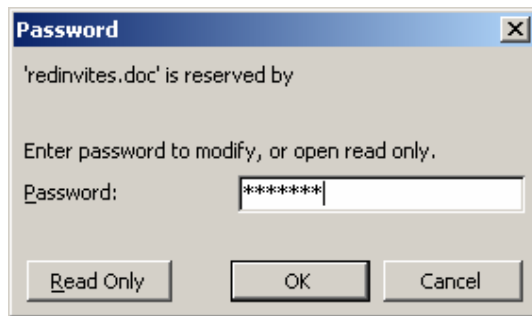 Password
'redinvites.doc' is reserved by
Enter password to modify, or open read only.
Password: *******
Read Only OK Cancel